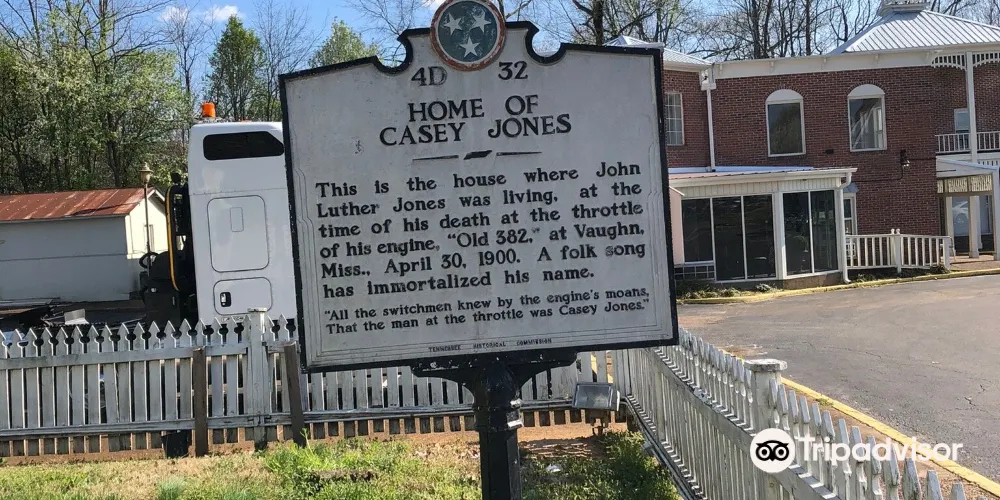 4D 32
HOME OF
CASEY JONES
This is the house where John
Luther Jones was living, at the
time of his death at the throttle
of his engine, "Old 382," at Vaughn,
Miss., April 30, 1900. A folk song
has immortalized his name.
"All the switchmen knew by the engine's moans,
That the man at the throttle was Casey Jones."
TENNESSEE HISTORICAL COMMISSION
Tripadvisor